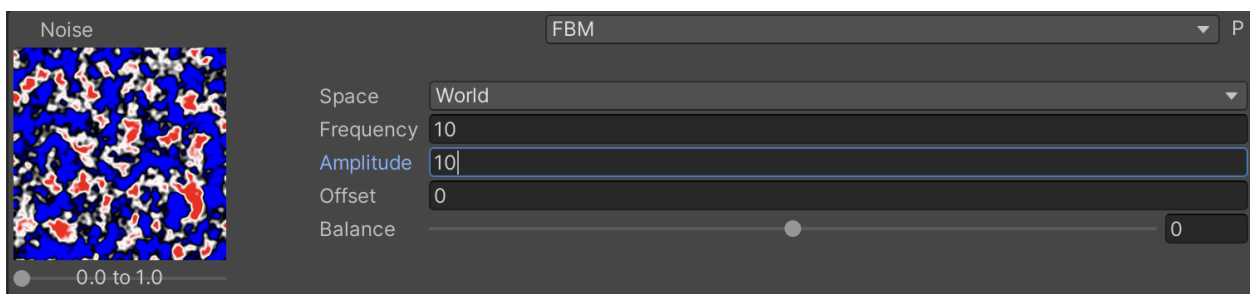 Noise FBM P
Space World
Frequency 10
Amplitude 10
Offset 0
Balance 0
0.0 to 1.0